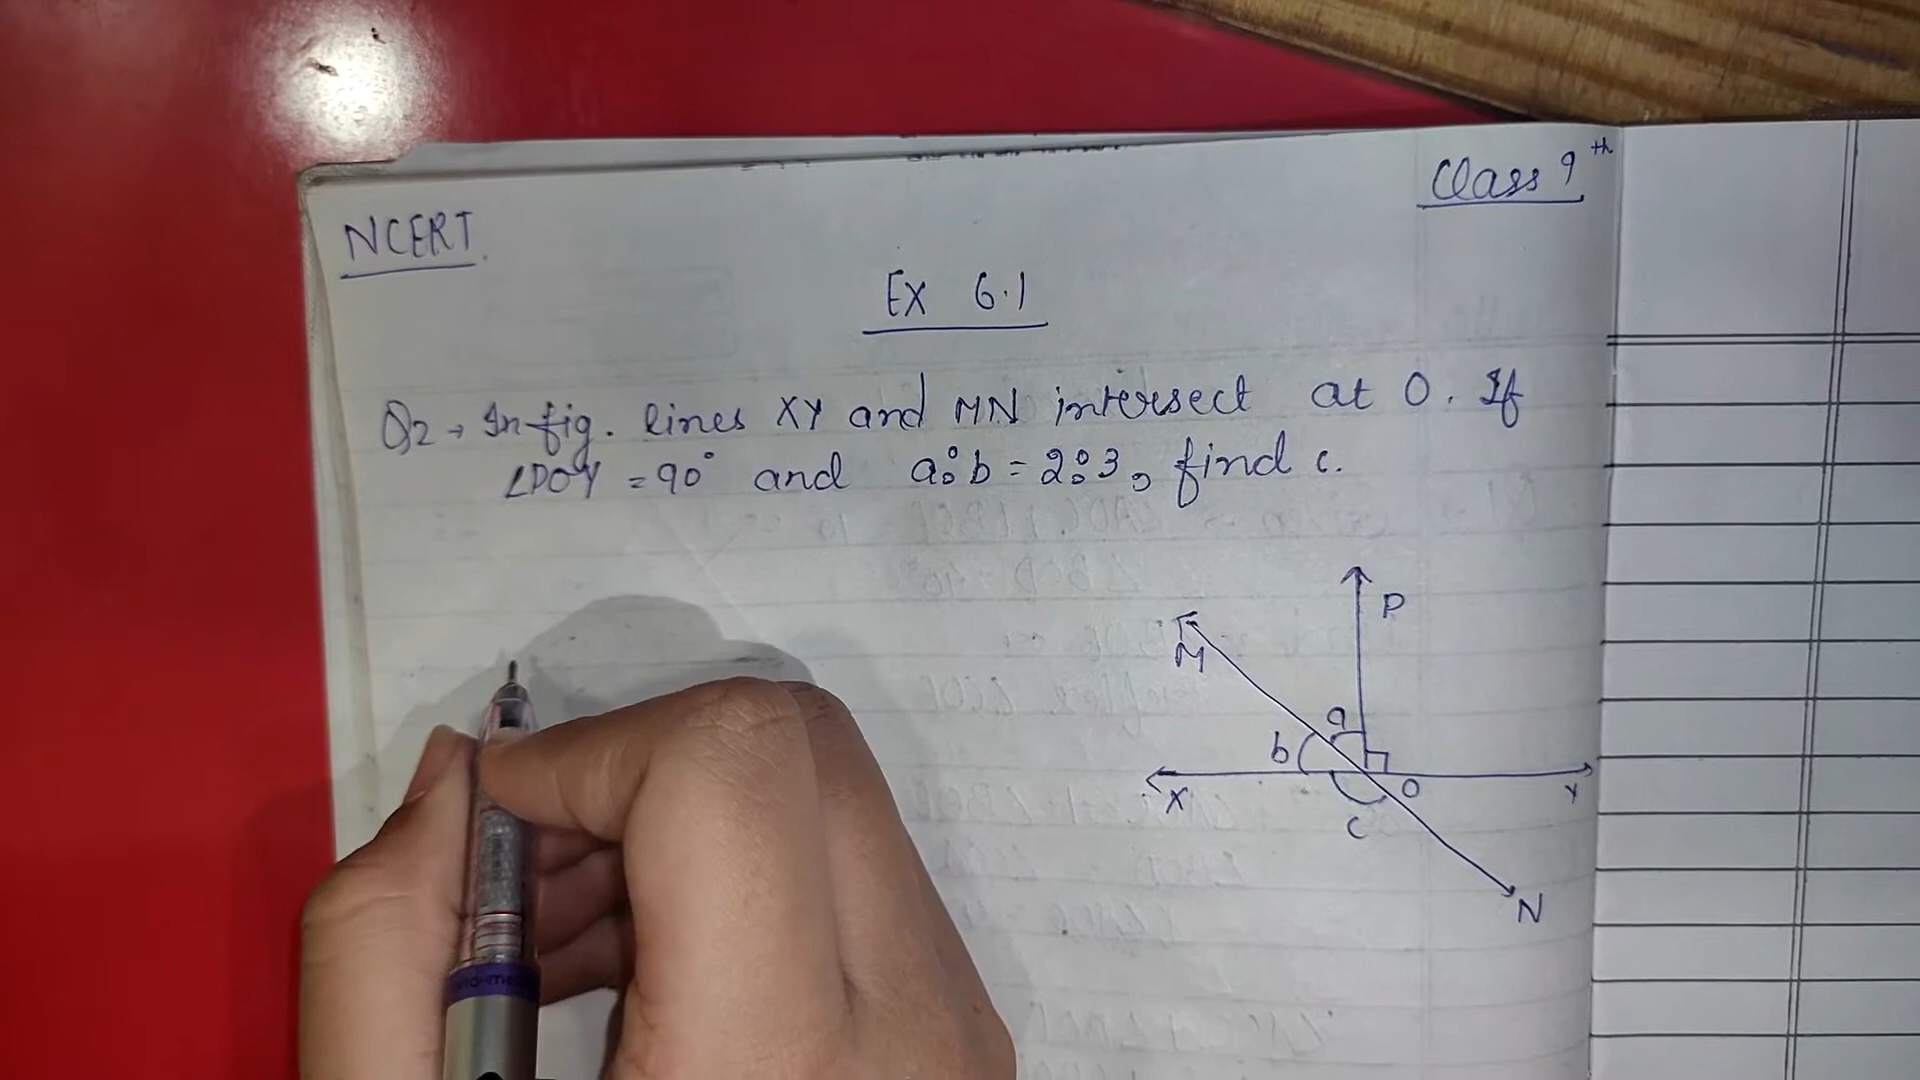 Class 9th
NCERT
Ex 6.1
Q2 → In fig. lines XY and MN intersect at O. If
∠POY = 90° and a:b = 2:3, find c.
P
M
a
b
O
X
Y
c
N